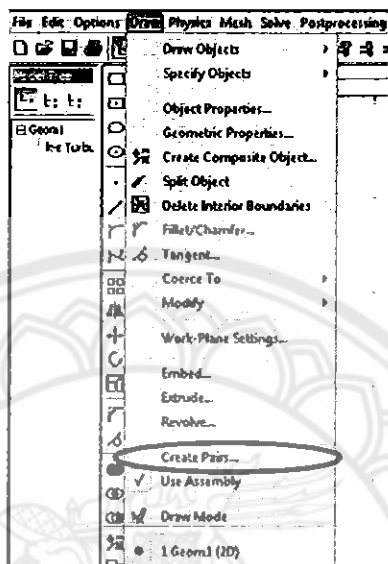 File Edit Options Draw Physics Mesh Solve Postprocessing
Draw Objects
Specify Objects
Model Tree
Object Properties...
Geometric Properties...
Geom1
Create Composite Object...
Split Object
Delete Interior Boundaries
Fillet/Chamfer...
Tangent...
Coerce To
Modify
Work-Plane Settings...
Embed...
Extrude...
Revolve...
Create Pairs...
Use Assembly
Draw Mode
1 Geom1 (2D)